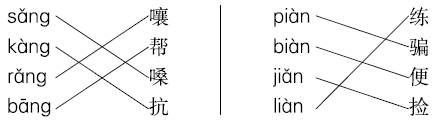 sǎng 嚷 piàn 练
kàng 帮 biàn 骗
rǎng 嗓 jiǎn 便
bāng 抗 liàn 捡